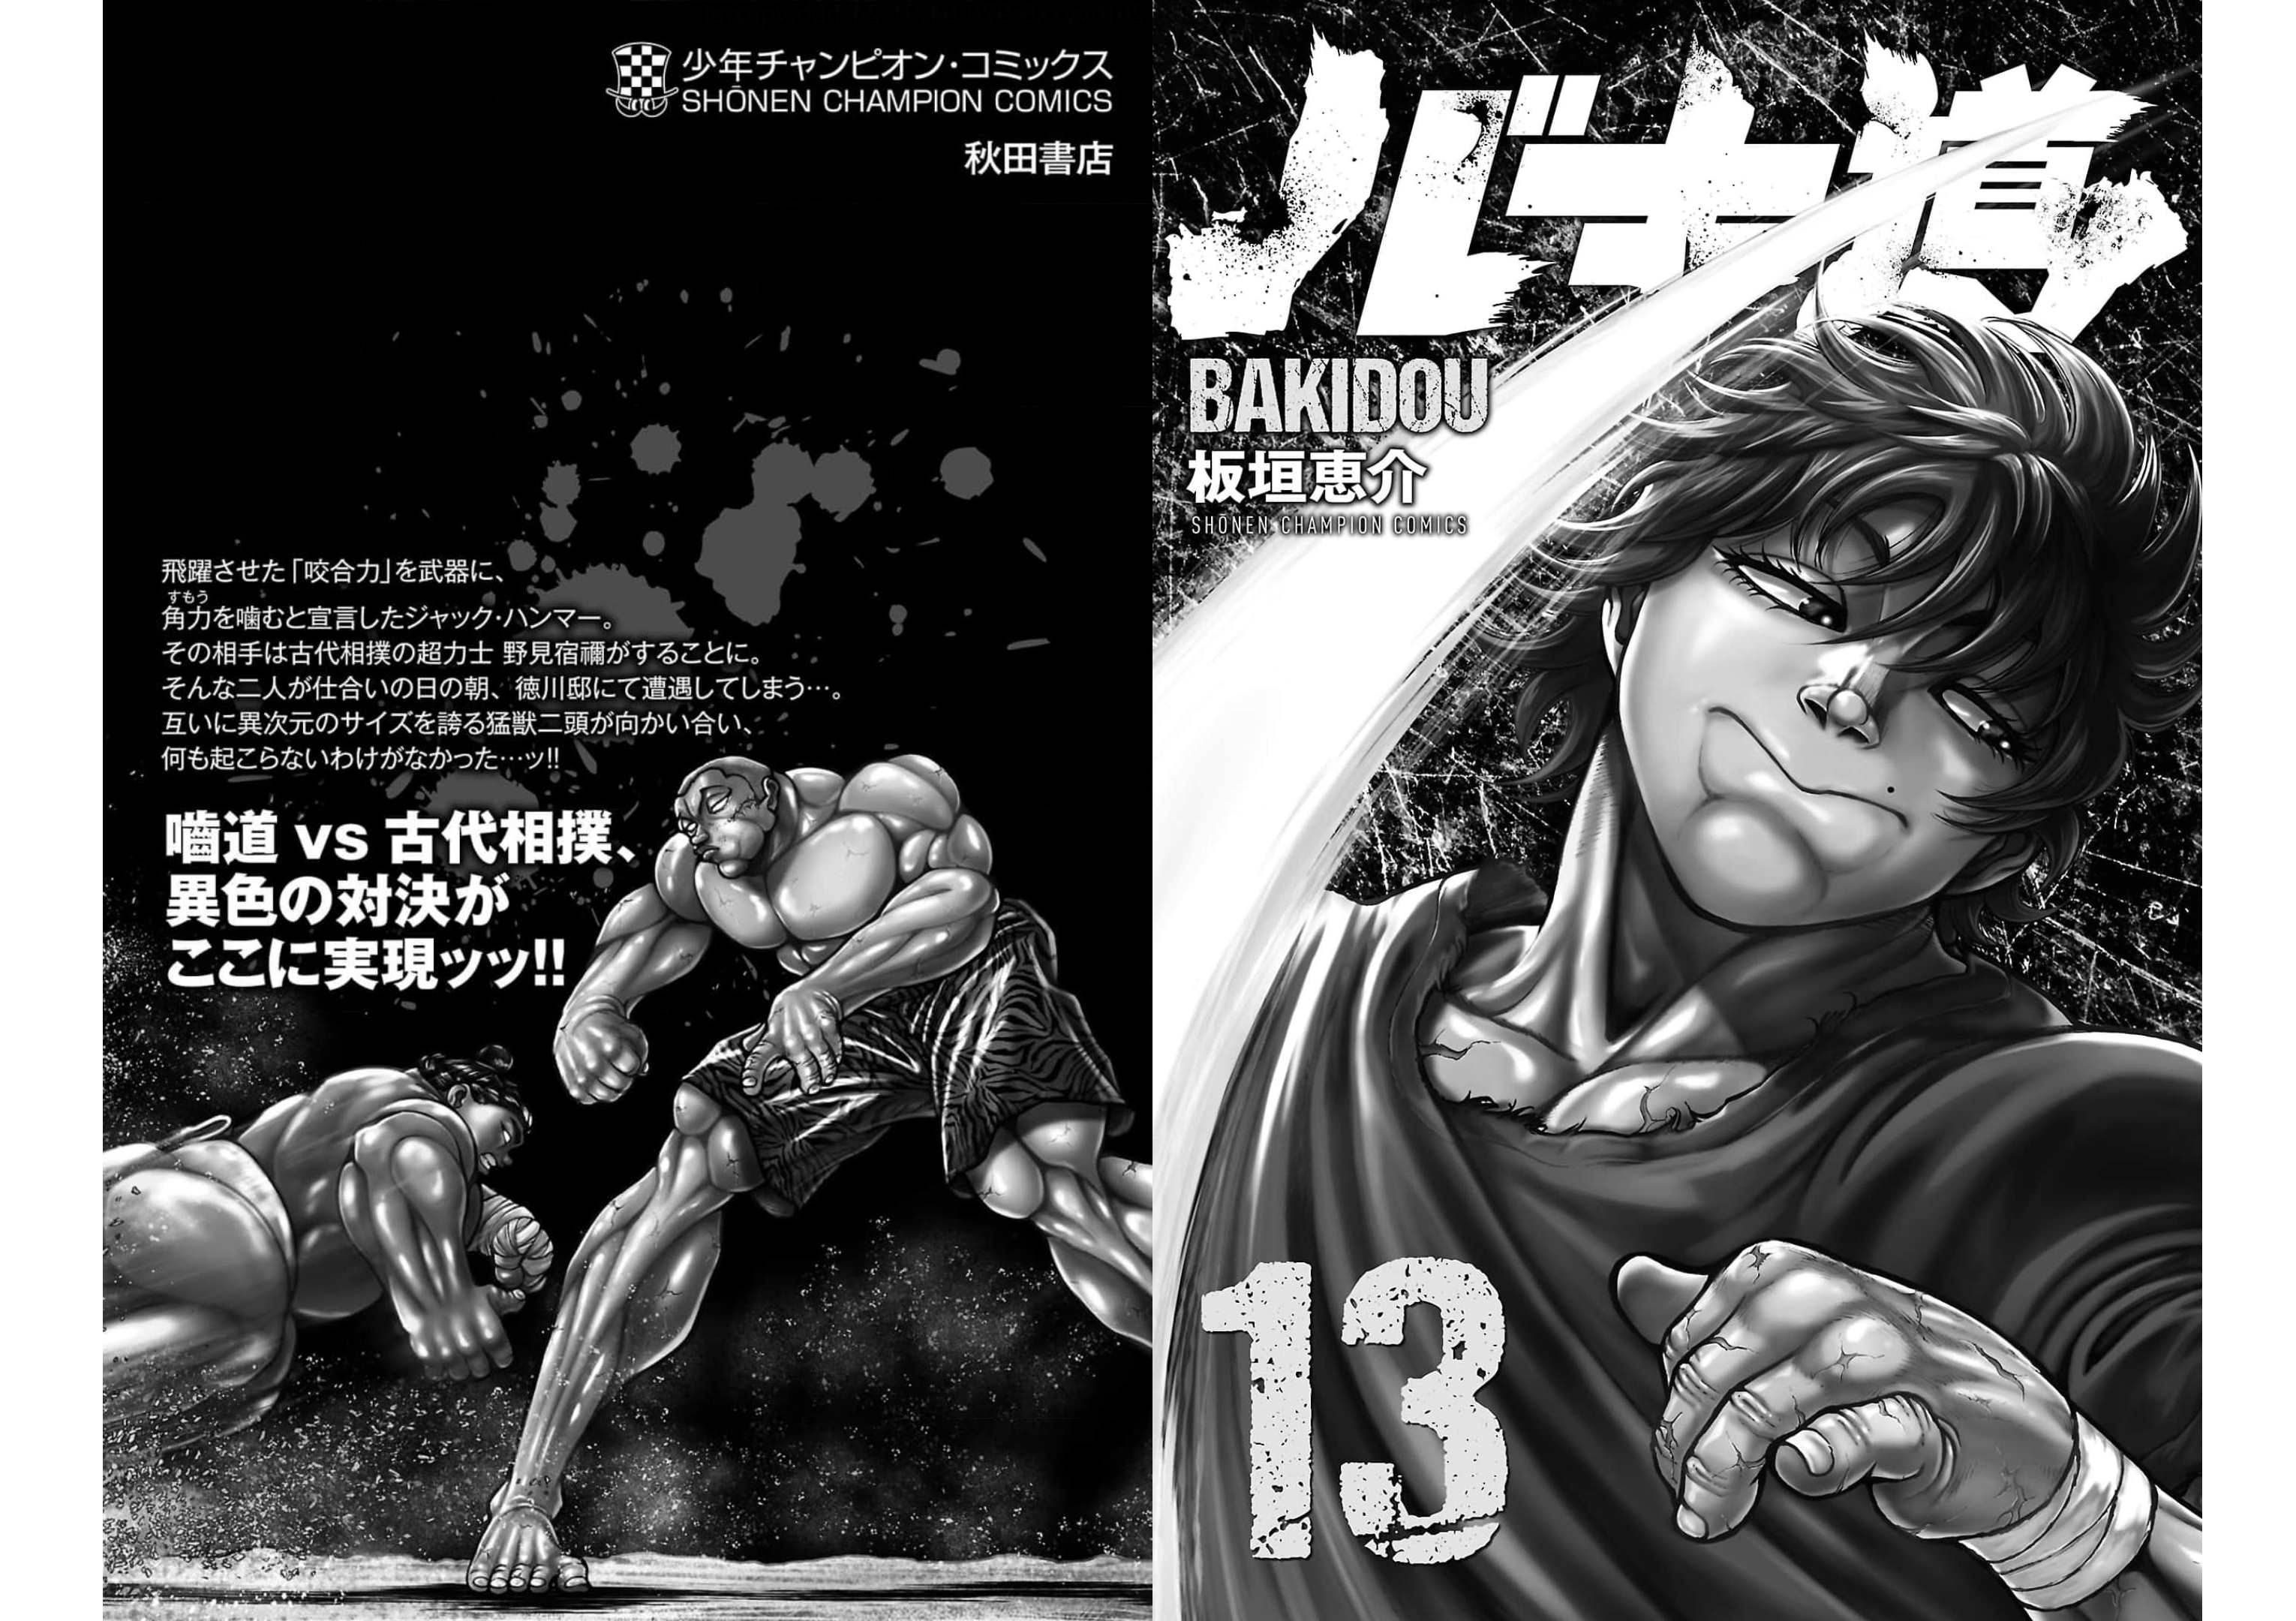 少年チャンピオン・コミックス
SHŌNEN CHAMPION COMICS
秋田書店
飛躍させた「咬合力」を武器に、
すもう
角力を噛むと宣言したジャック・ハンマー。
その相手は古代相撲の超力士 野見宿禰がすることに。
そんな二人が仕合いの日の朝、徳川邸にて遭遇してしまう…。
互いに異次元のサイズを誇る猛獣二頭が向かい合い、
何も起こらないわけがなかった…ッ!!
嚙道 vs 古代相撲、
異色の対決が
ここに実現ッッ!!
バキ道
BAKIDOU
板垣恵介
SHŌNEN CHAMPION COMICS
13